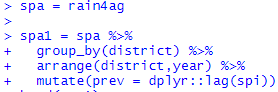 > spa = rain4ag
>
> spa1 = spa %>%
+   group_by(district) %>%
+   arrange(district,year) %>%
+   mutate(prev = dplyr::lag(spi))